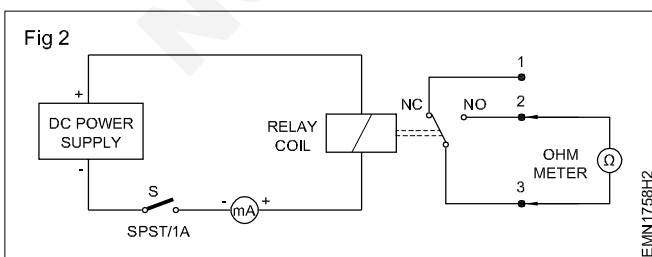 Fig 2
+
DC POWER
SUPPLY
-
S
SPST/1A
-
mA
+
RELAY
COIL
NC
NO
1
2
3
OHM
METER
Ω
EMN1758H2